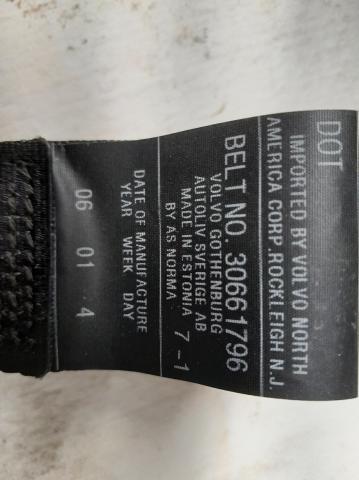 DOT
IMPORTED BY VOLVO NORTH
AMERICA CORP.ROCKLEIGH N.J.
BELT NO. 30661796
VOLVO GOTHENBURG
AUTOLIV SVERIGE AB
MADE IN ESTONIA 7-1
BY AS NORMA
DATE OF MANUFACTURE
YEAR WEEK DAY
06 01 4